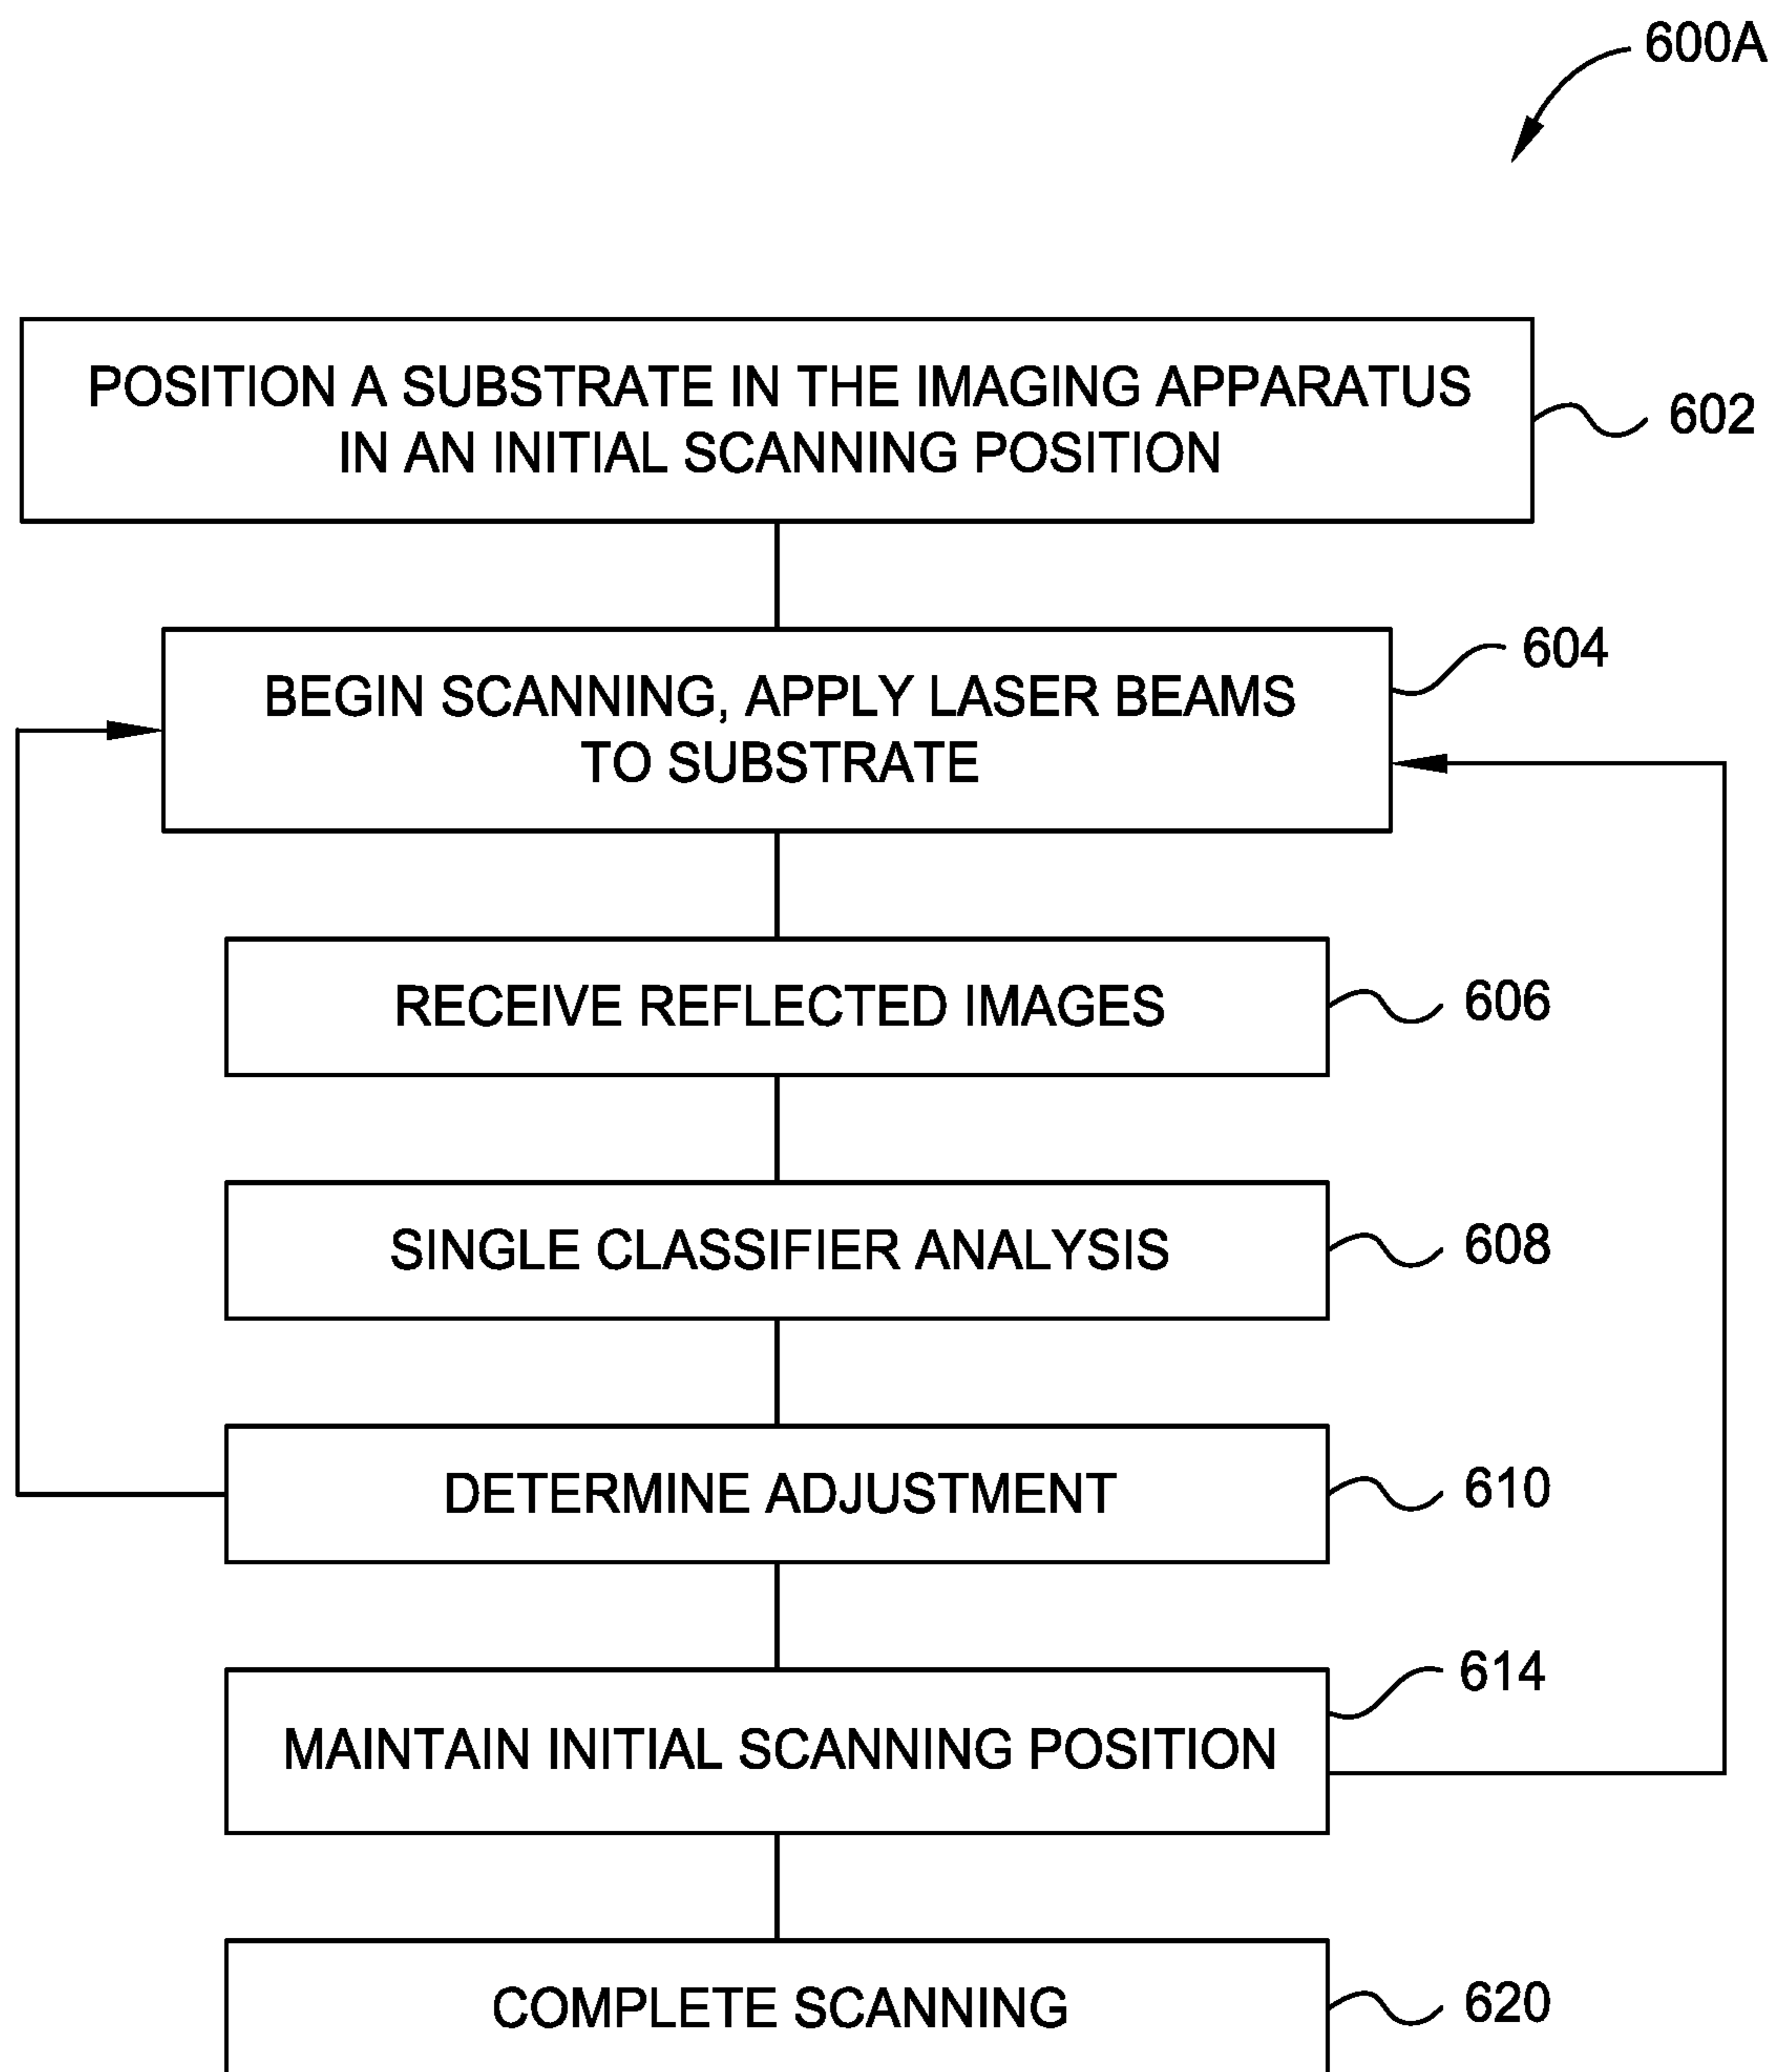 600A
POSITION A SUBSTRATE IN THE IMAGING APPARATUS
IN AN INITIAL SCANNING POSITION
602
BEGIN SCANNING, APPLY LASER BEAMS
TO SUBSTRATE
604
RECEIVE REFLECTED IMAGES
606
SINGLE CLASSIFIER ANALYSIS
608
DETERMINE ADJUSTMENT
610
MAINTAIN INITIAL SCANNING POSITION
614
COMPLETE SCANNING
620